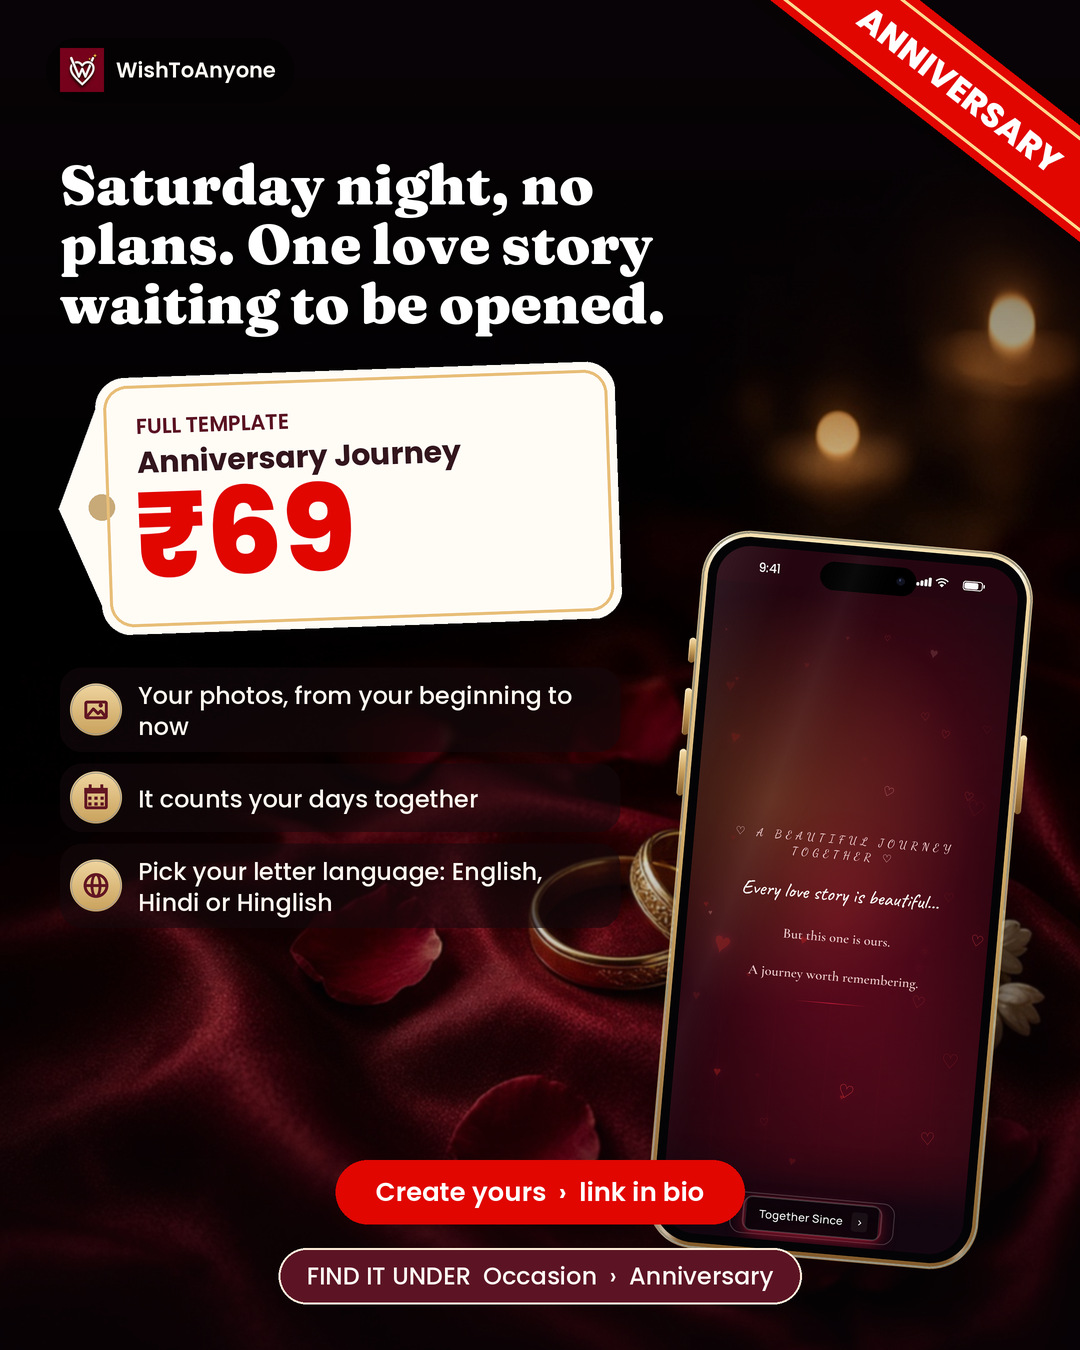 WishToAnyone
ANNIVERSARY
Saturday night, no
plans. One love story
waiting to be opened.
FULL TEMPLATE
Anniversary Journey
₹69
Your photos, from your beginning to
now
It counts your days together
Pick your letter language: English,
Hindi or Hinglish
9:41
♡ A BEAUTIFUL JOURNEY
TOGETHER ♡
Every love story is beautiful...
But this one is ours.
A journey worth remembering.
Together Since ›
Create yours › link in bio
FIND IT UNDER Occasion › Anniversary